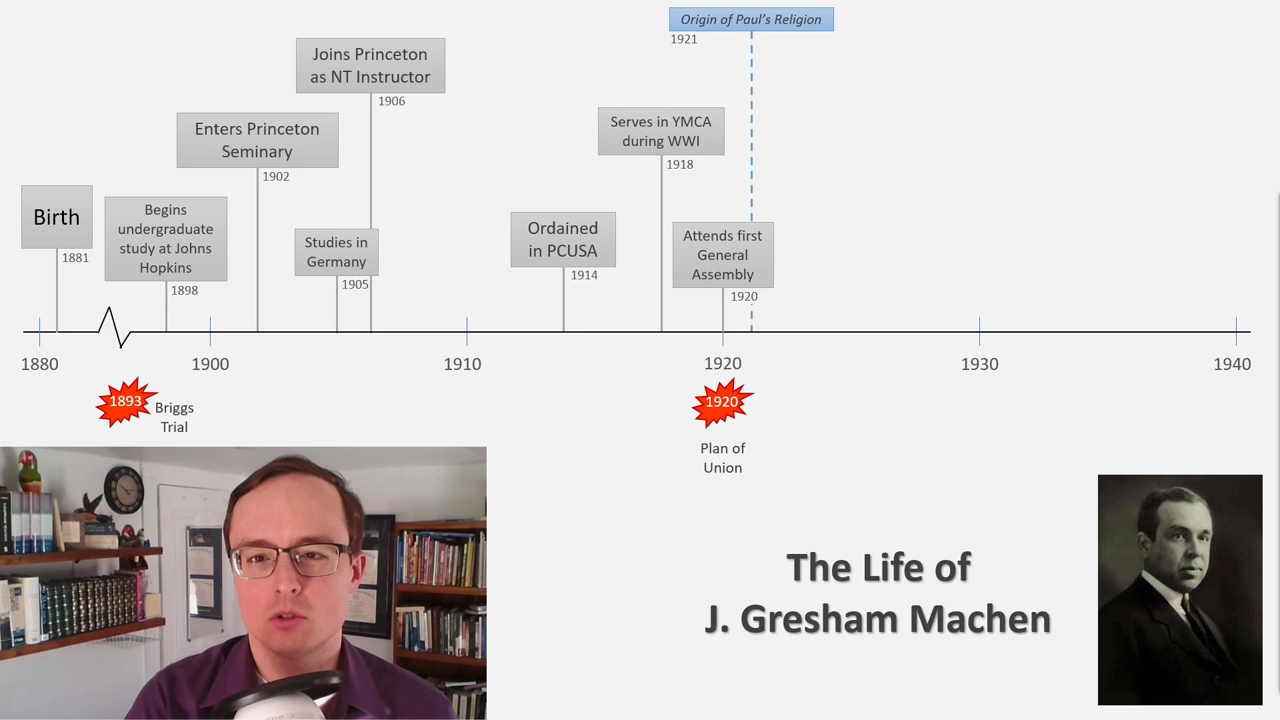 Origin of Paul's Religion
1921
Joins Princeton
as NT Instructor
1906
Enters Princeton
Seminary
1902
Serves in YMCA
during WWI
1918
Birth
1881
Begins
undergraduate
study at Johns
Hopkins
1898
Studies in
Germany
1905
Ordained
in PCUSA
1914
Attends first
General
Assembly
1920
1880
1900
1910
1920
1930
1940
1893
Briggs
Trial
1920
Plan of
Union
The Life of
J. Gresham Machen